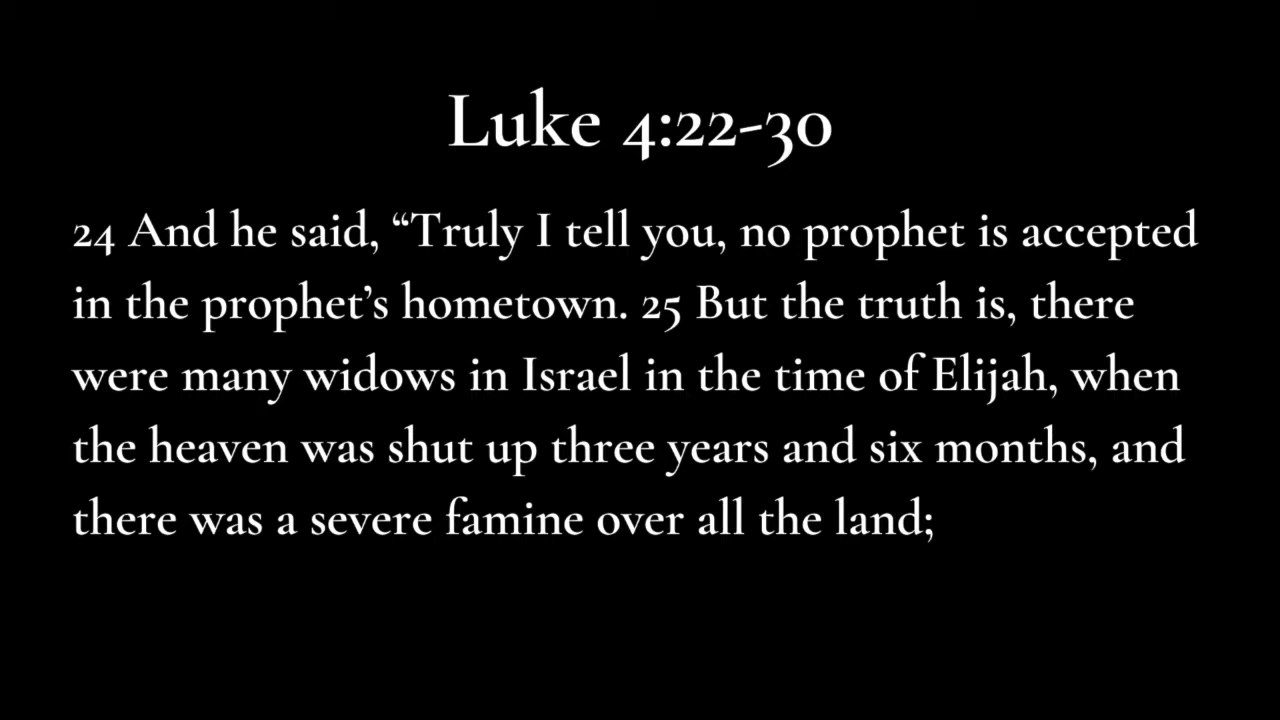 Luke 4:22-30
24 And he said, “Truly I tell you, no prophet is accepted
in the prophet’s hometown. 25 But the truth is, there
were many widows in Israel in the time of Elijah, when
the heaven was shut up three years and six months, and
there was a severe famine over all the land;